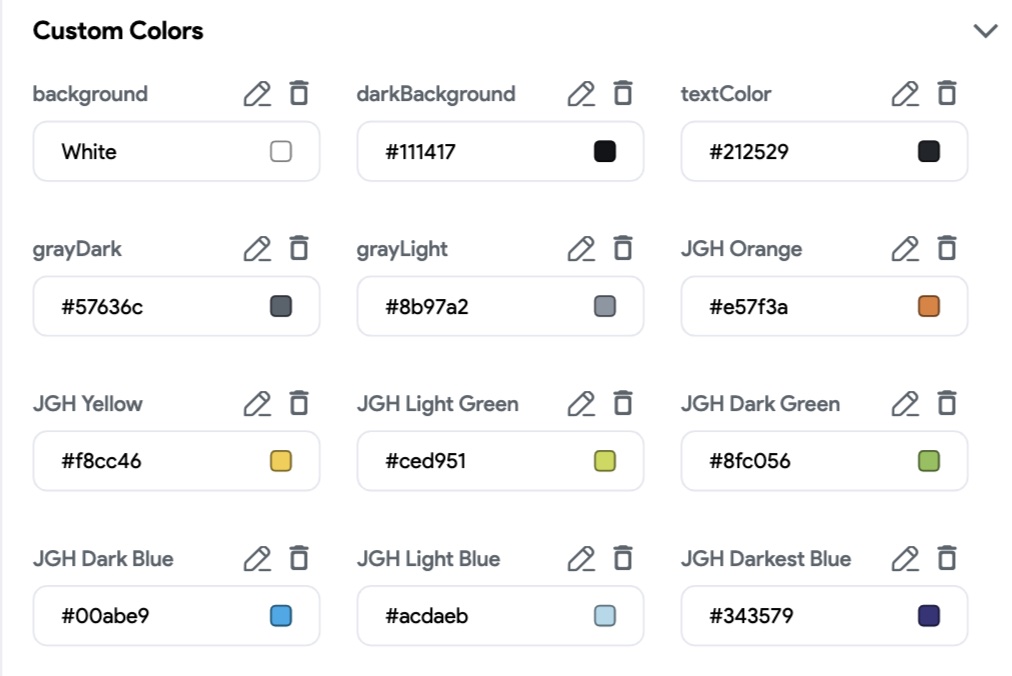 Custom Colors
background darkBackground textColor
White #111417 #212529
grayDark grayLight JGH Orange
#57636c #8b97a2 #e57f3a
JGH Yellow JGH Light Green JGH Dark Green
#f8cc46 #ced951 #8fc056
JGH Dark Blue JGH Light Blue JGH Darkest Blue
#00abe9 #acdaeb #343579